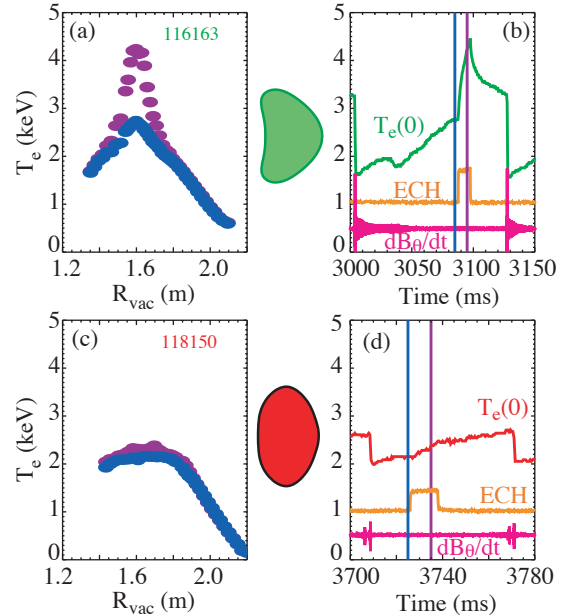 (a)
116163
T_e (keV)
5
4
3
2
1
0
1.2
1.6
2.0
R_vac (m)
(b)
5
4
3
2
1
0
T_e(0)
ECH
dB_θ/dt
3000
3050
3100
3150
Time (ms)
(c)
118150
T_e (keV)
5
4
3
2
1
0
1.2
1.6
2.0
R_vac (m)
(d)
5
4
3
2
1
0
T_e(0)
ECH
dB_θ/dt
3700
3740
3780
Time (ms)